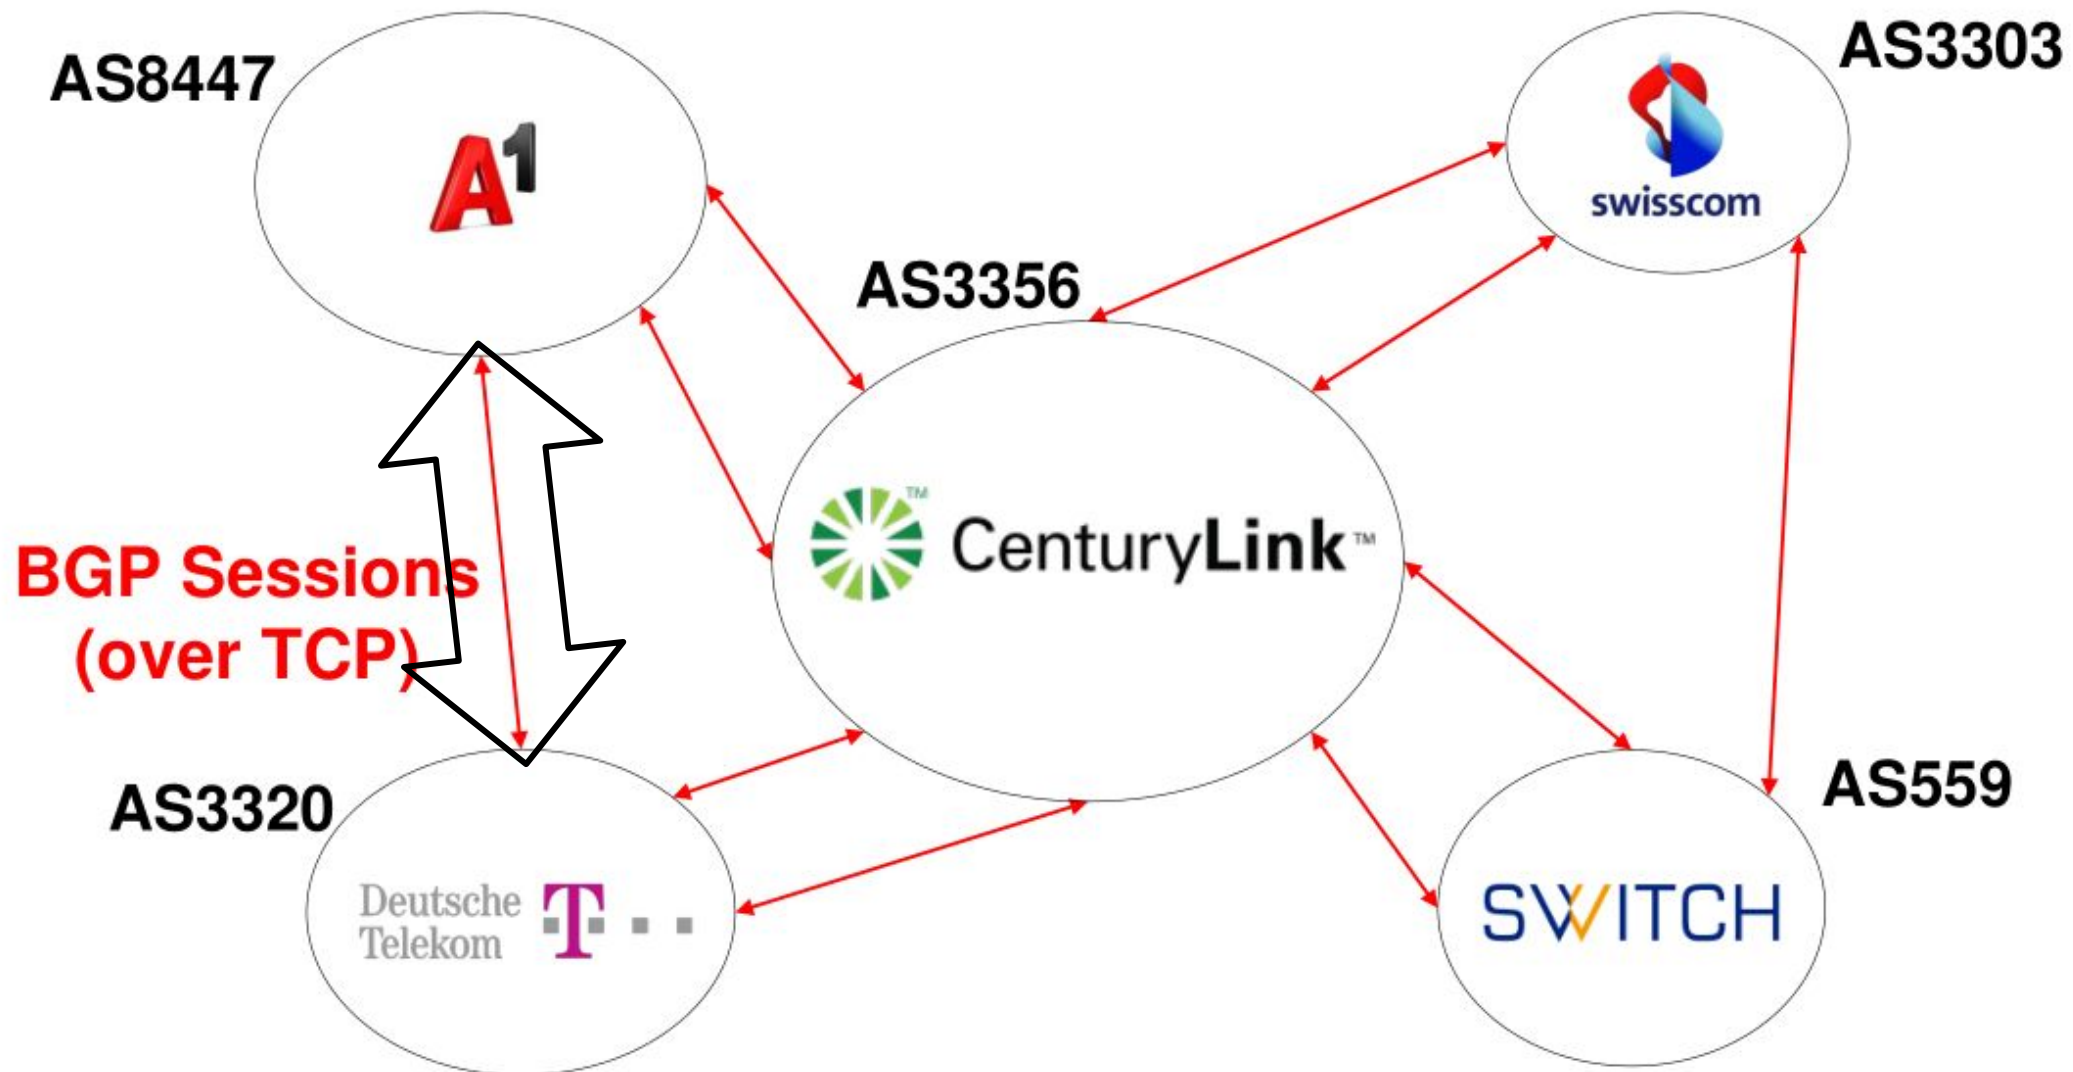 AS8447
A1
AS3303
swisscom
AS3356
CenturyLink™
BGP Sessions
(over TCP)
AS3320
Deutsche
Telekom
T
AS559
SWITCH